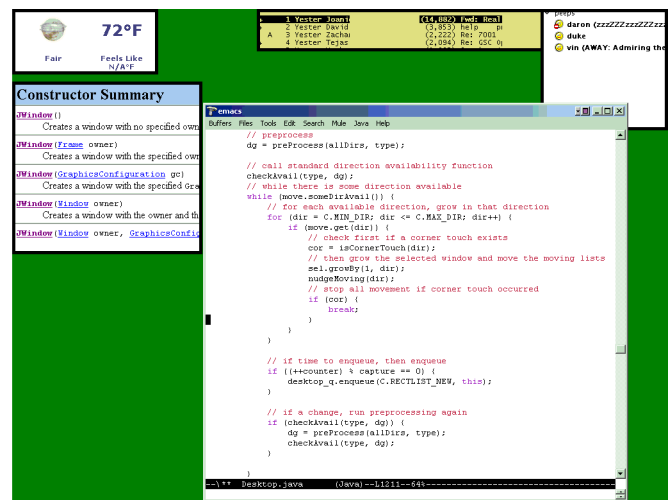 72°F
Fair
Feels Like
N/A°F
1 Yester Joani (14,802) Fwd: Real
2 Yester David (3,853) help
A 3 Yester Zachar (2,222) Re: 7001
4 Yester Tejas (2,094) Re: GSC
peeps
daron (zzzZZZzzzZZzzz
duke
vin (AWAY: Admiring the
Constructor Summary
JWindow()
Creates a window with no specified own
JWindow(Frame owner)
Creates a window with the specified own
JWindow(GraphicsConfiguration gc)
Creates a window with the specified Gra
JWindow(Window owner)
Creates a window with the owner and th
JWindow(Window owner, GraphicsConfig
emacs
Buffers Files Tools Edit Search Mule Java Help
// preprocess
dg = preProcess(allDirs, type);
// call standard direction availability function
checkAvail(type, dg);
// while there is some direction available
while (move.someDirAvail()) {
// for each available direction, grow in that direction
for (dir = C.MIN_DIR; dir <= C.MAX_DIR; dir++) {
if (move.get(dir)) {
// check first if a corner touch exists
cor = isCornerTouch(dir);
// then grow the selected window and move the moving lists
sel.growBy(1, dir);
nudgeMoving(dir);
// stop all movement if corner touch occurred
if (cor) {
break;
}
}
}
// if time to enqueue, then enqueue
if ((++counter) % capture == 0) {
desktop_q.enqueue(C.RECTLIST_NEW, this);
}
// if a change, run preprocessing again
if (checkAvail(type, dg)) {
dg = preProcess(allDirs, type);
checkAvail(type, dg);
}
}
--\** Desktop.java (Java)--L1211--64%--------------------